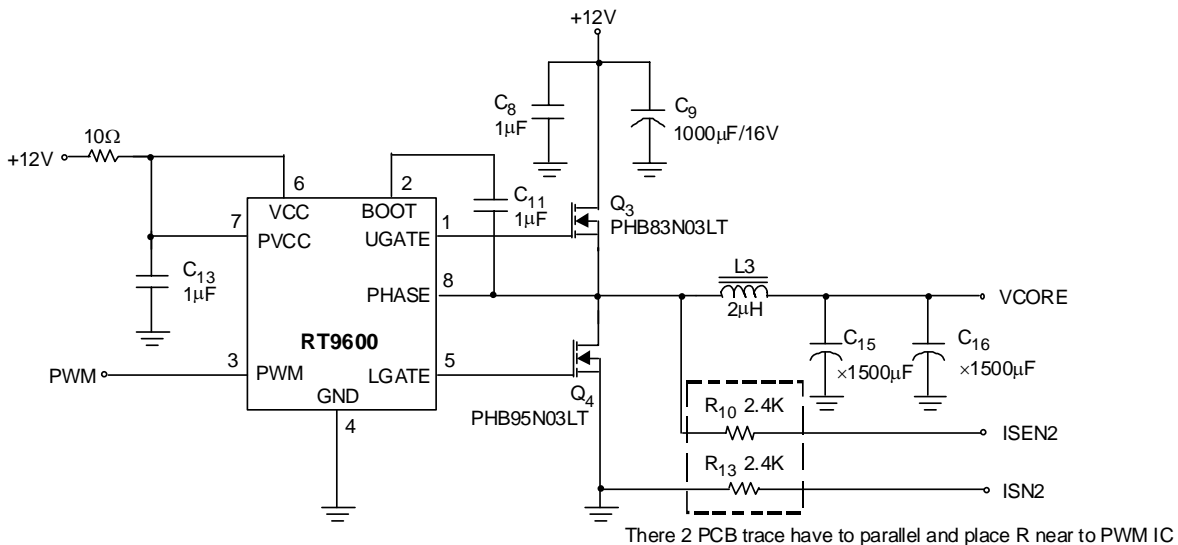 +12V
C8
1µF
C9
1000µF/16V
10Ω
+12V
6
2
C11
1µF
VCC
BOOT
Q3
PHB83N03LT
7
1
PVCC
UGATE
C13
1µF
8
PHASE
L3
2µH
VCORE
RT9600
C15
×1500µF
C16
×1500µF
3
5
PWM
PWM
LGATE
Q4
PHB95N03LT
GND
4
R10 2.4K
ISEN2
R13 2.4K
ISN2
There 2 PCB trace have to parallel and place R near to PWM IC